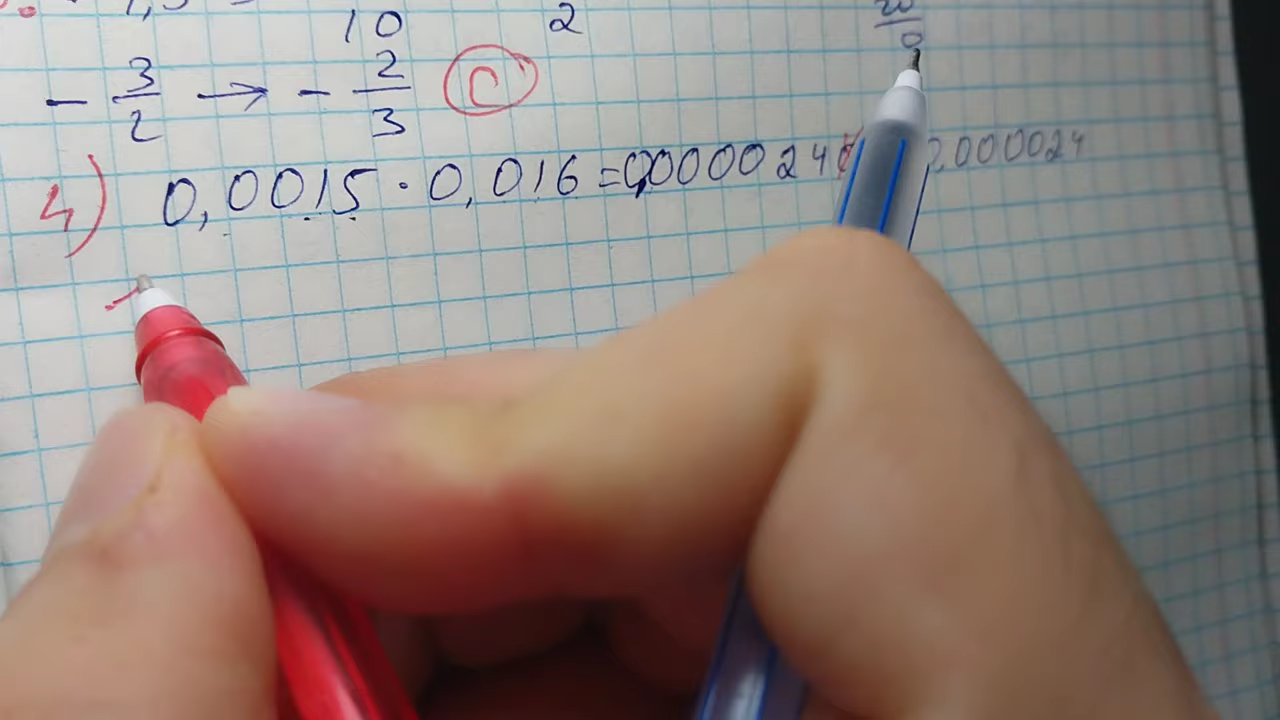 10 2
- 3/2 → - 2/3 C
4) 0,0015 · 0,016 = 0,0000240 0,000024